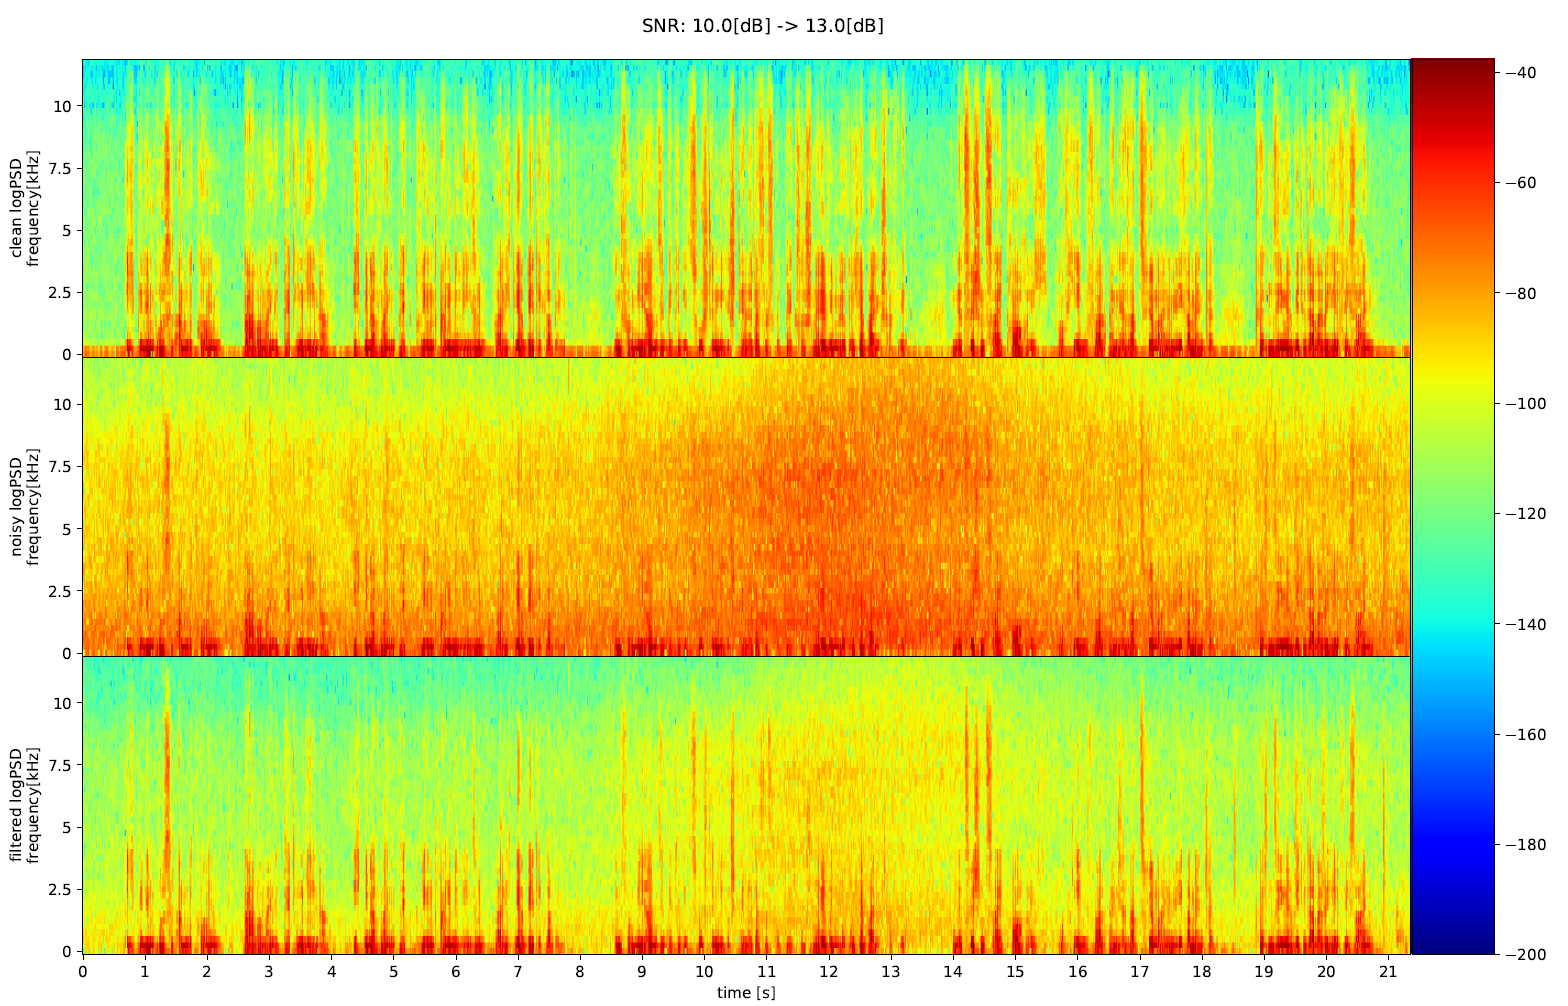 SNR: 10.0[dB] -> 13.0[dB]
clean logPSD
frequency[kHz]
10
7.5
5
2.5
0
noisy logPSD
frequency[kHz]
10
7.5
5
2.5
0
filtered logPSD
frequency[kHz]
10
7.5
5
2.5
0
0 1 2 3 4 5 6 7 8 9 10 11 12 13 14 15 16 17 18 19 20 21
time [s]
−40
−60
−80
−100
−120
−140
−160
−180
−200